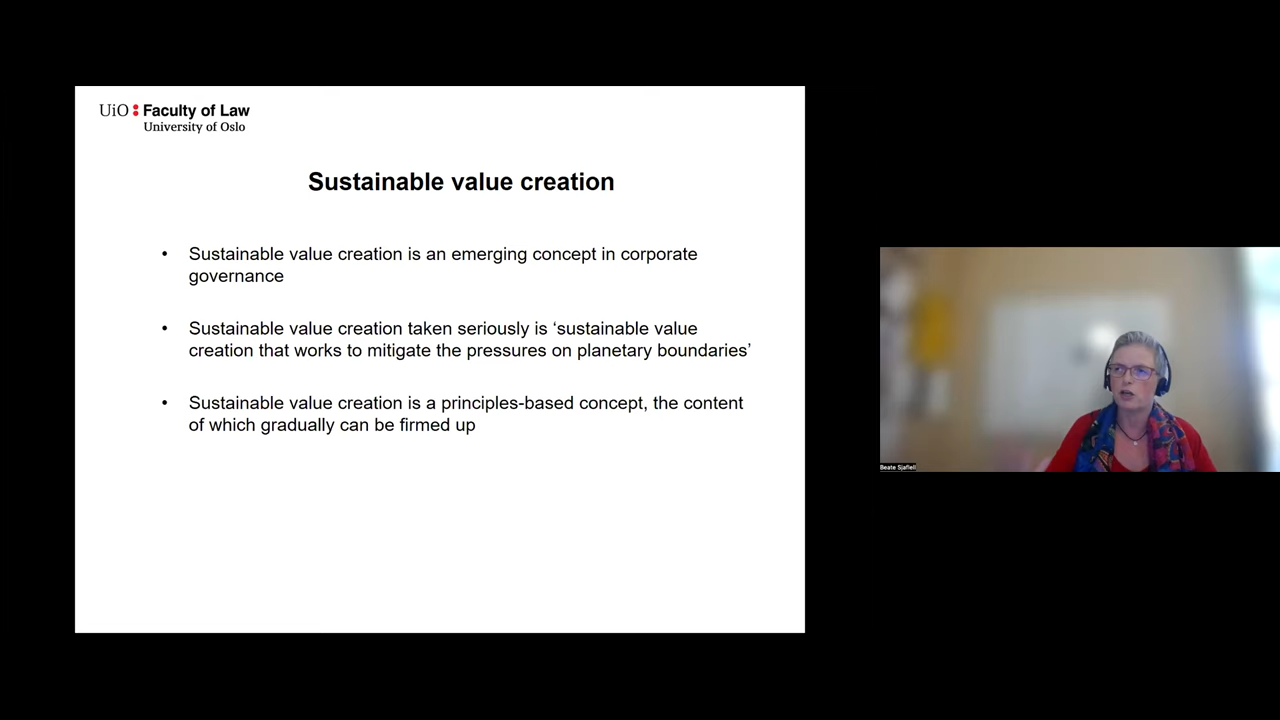 UiO : Faculty of Law
University of Oslo
Sustainable value creation
• Sustainable value creation is an emerging concept in corporate
governance
• Sustainable value creation taken seriously is ‘sustainable value
creation that works to mitigate the pressures on planetary boundaries’
• Sustainable value creation is a principles-based concept, the content
of which gradually can be firmed up
Beate Sjafjell